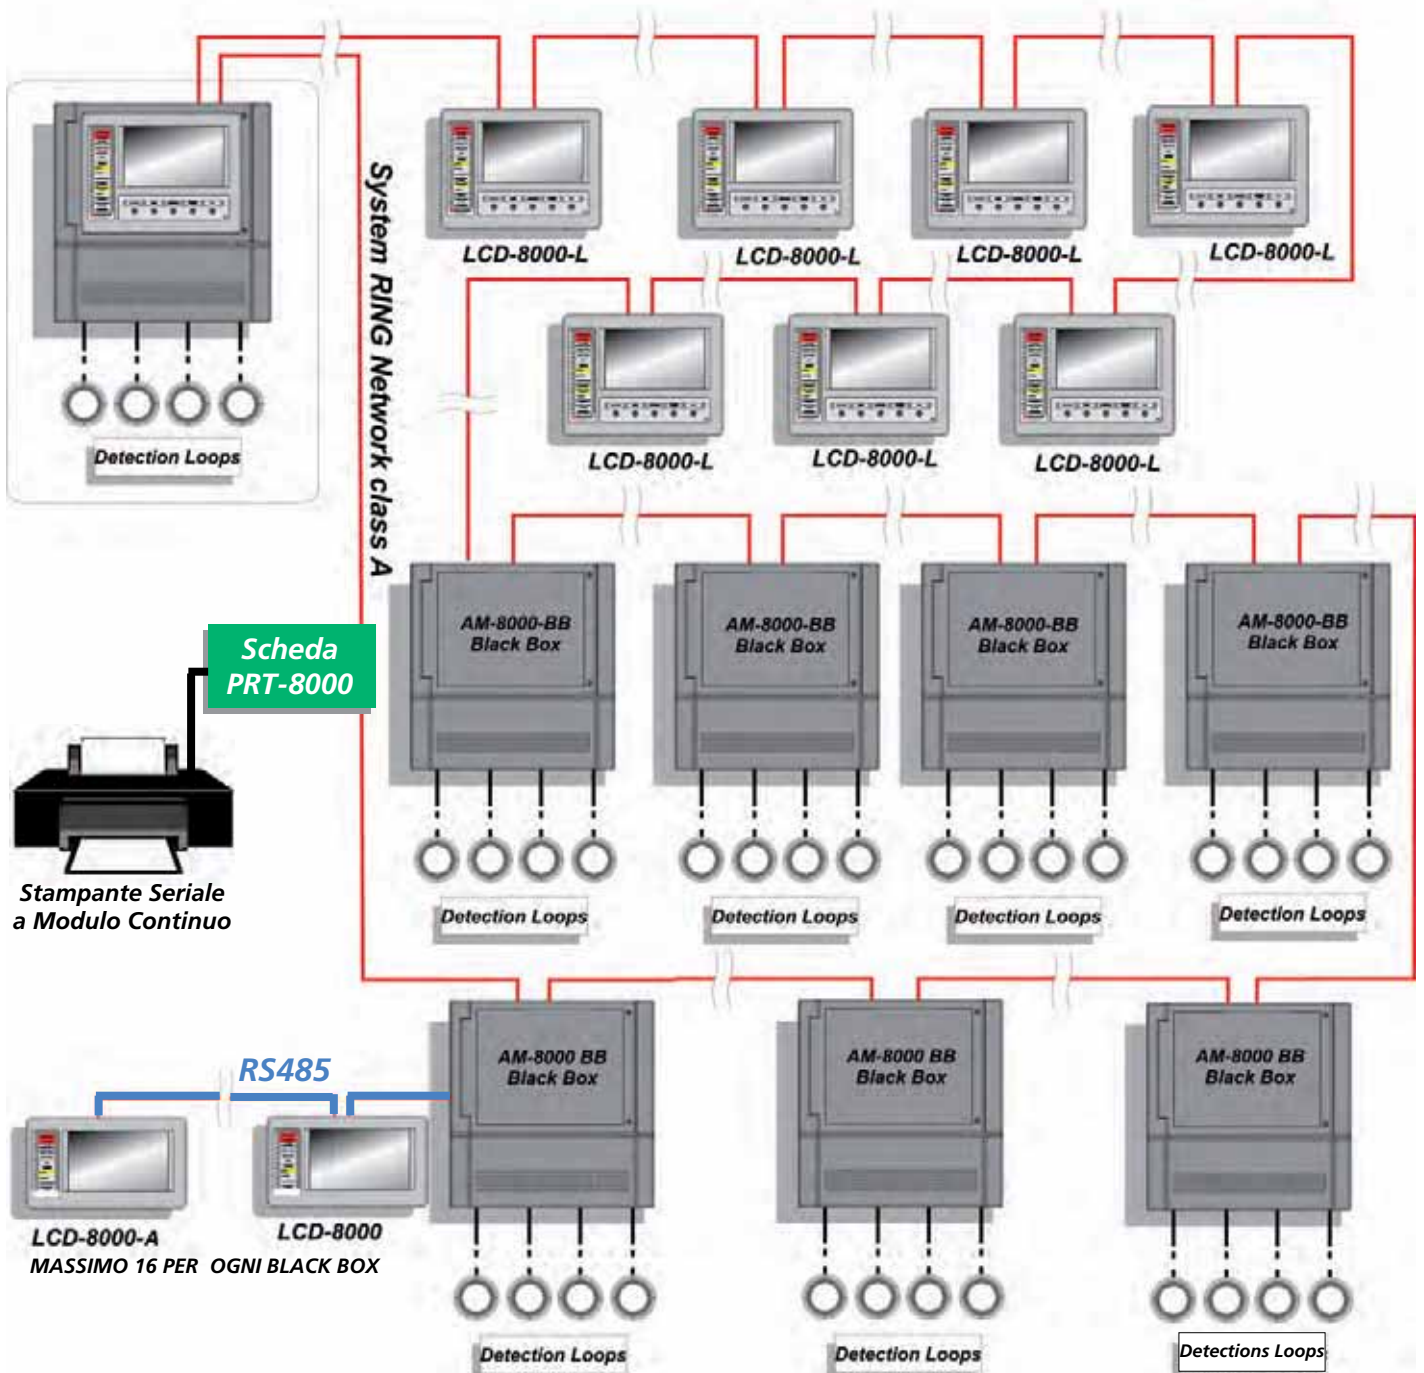 System RING Network class A
LCD-8000-L
LCD-8000-L
LCD-8000-L
LCD-8000-L
Detection Loops
LCD-8000-L
LCD-8000-L
LCD-8000-L
Scheda
PRT-8000
AM-8000-BB
Black Box
AM-8000-BB
Black Box
AM-8000-BB
Black Box
AM-8000-BB
Black Box
Stampante Seriale
a Modulo Continuo
Detection Loops
Detection Loops
Detection Loops
Detection Loops
RS485
AM-8000 BB
Black Box
AM-8000 BB
Black Box
AM-8000 BB
Black Box
LCD-8000-A
LCD-8000
MASSIMO 16 PER OGNI BLACK BOX
Detection Loops
Detection Loops
Detections Loops